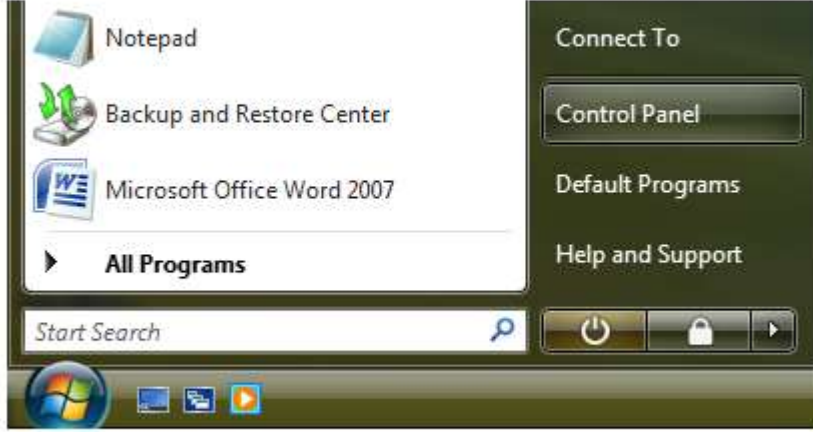 Notepad
Backup and Restore Center
Microsoft Office Word 2007
All Programs
Start Search
Connect To
Control Panel
Default Programs
Help and Support